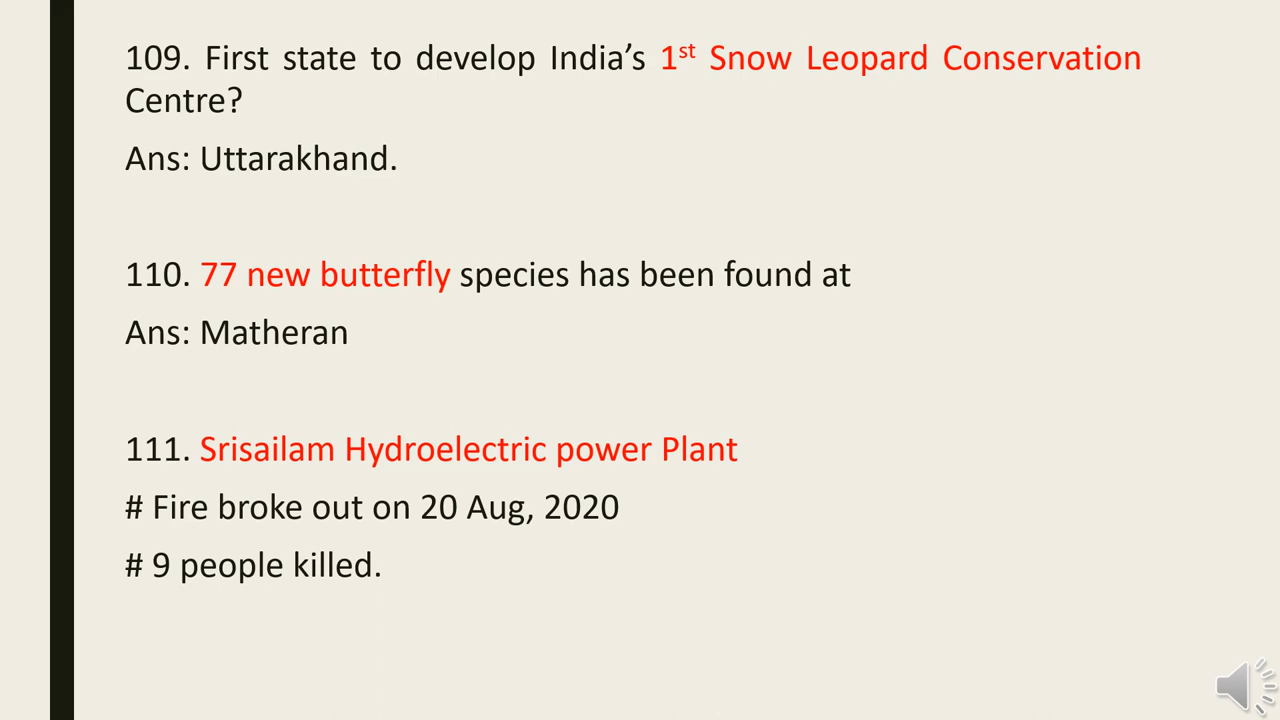 109. First state to develop India’s 1st Snow Leopard Conservation
Centre?
Ans: Uttarakhand.
110. 77 new butterfly species has been found at
Ans: Matheran
111. Srisailam Hydroelectric power Plant
# Fire broke out on 20 Aug, 2020
# 9 people killed.